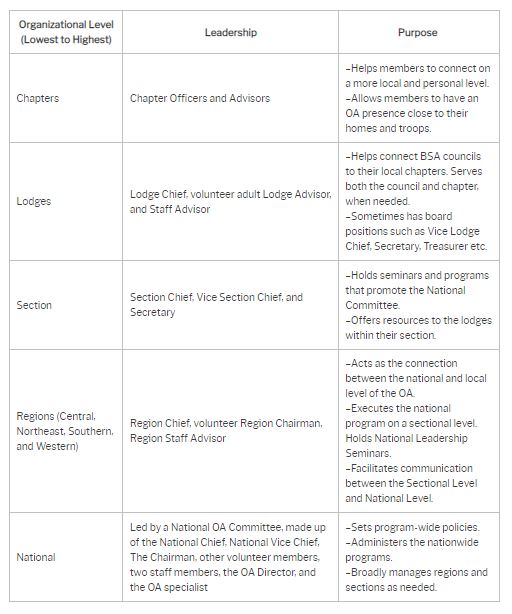 Organizational Level
(Lowest to Highest)
Leadership
Purpose
Chapters
Chapter Officers and Advisors
–Helps members to connect on
a more local and personal level.
–Allows members to have an
OA presence close to their
homes and troops.
Lodges
Lodge Chief, volunteer adult Lodge Advisor,
and Staff Advisor
–Helps connect BSA councils
to their local chapters. Serves
both the council and chapter,
when needed.
–Sometimes has board
positions such as Vice Lodge
Chief, Secretary, Treasurer etc.
Section
Section Chief, Vice Section Chief, and
Secretary
–Holds seminars and programs
that promote the National
Committee.
–Offers resources to the lodges
within their section.
Regions (Central,
Northeast, Southern,
and Western)
Region Chief, volunteer Region Chairman,
Region Staff Advisor
–Acts as the connection
between the national and local
level of the OA.
–Executes the national
program on a sectional level.
Holds National Leadership
Seminars.
–Facilitates communication
between the Sectional Level
and National Level.
National
Led by a National OA Committee, made up
of the National Chief, National Vice Chief,
The Chairman, other volunteer members,
two staff members, the OA Director, and
the OA specialist
–Sets program-wide policies.
–Administers the nationwide
programs.
–Broadly manages regions and
sections as needed.